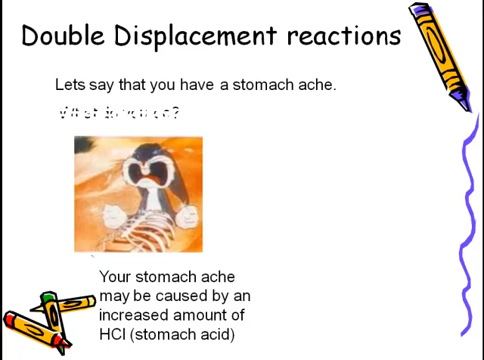 Double Displacement reactions
Lets say that you have a stomach ache.
Your stomach ache
may be caused by an
increased amount of
HCl (stomach acid)